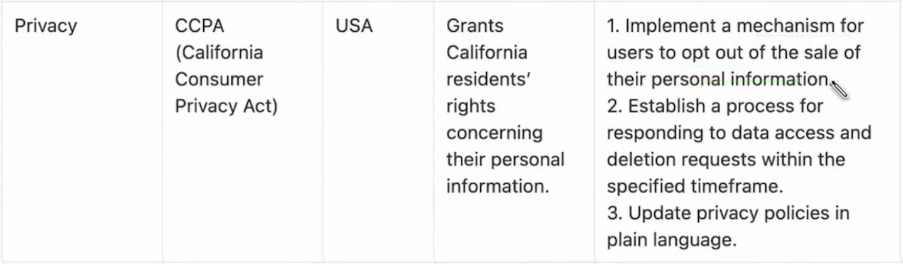 Privacy
CCPA
(California
Consumer
Privacy Act)
USA
Grants
California
residents’
rights
concerning
their personal
information.
1. Implement a mechanism for
users to opt out of the sale of
their personal information.
2. Establish a process for
responding to data access and
deletion requests within the
specified timeframe.
3. Update privacy policies in
plain language.